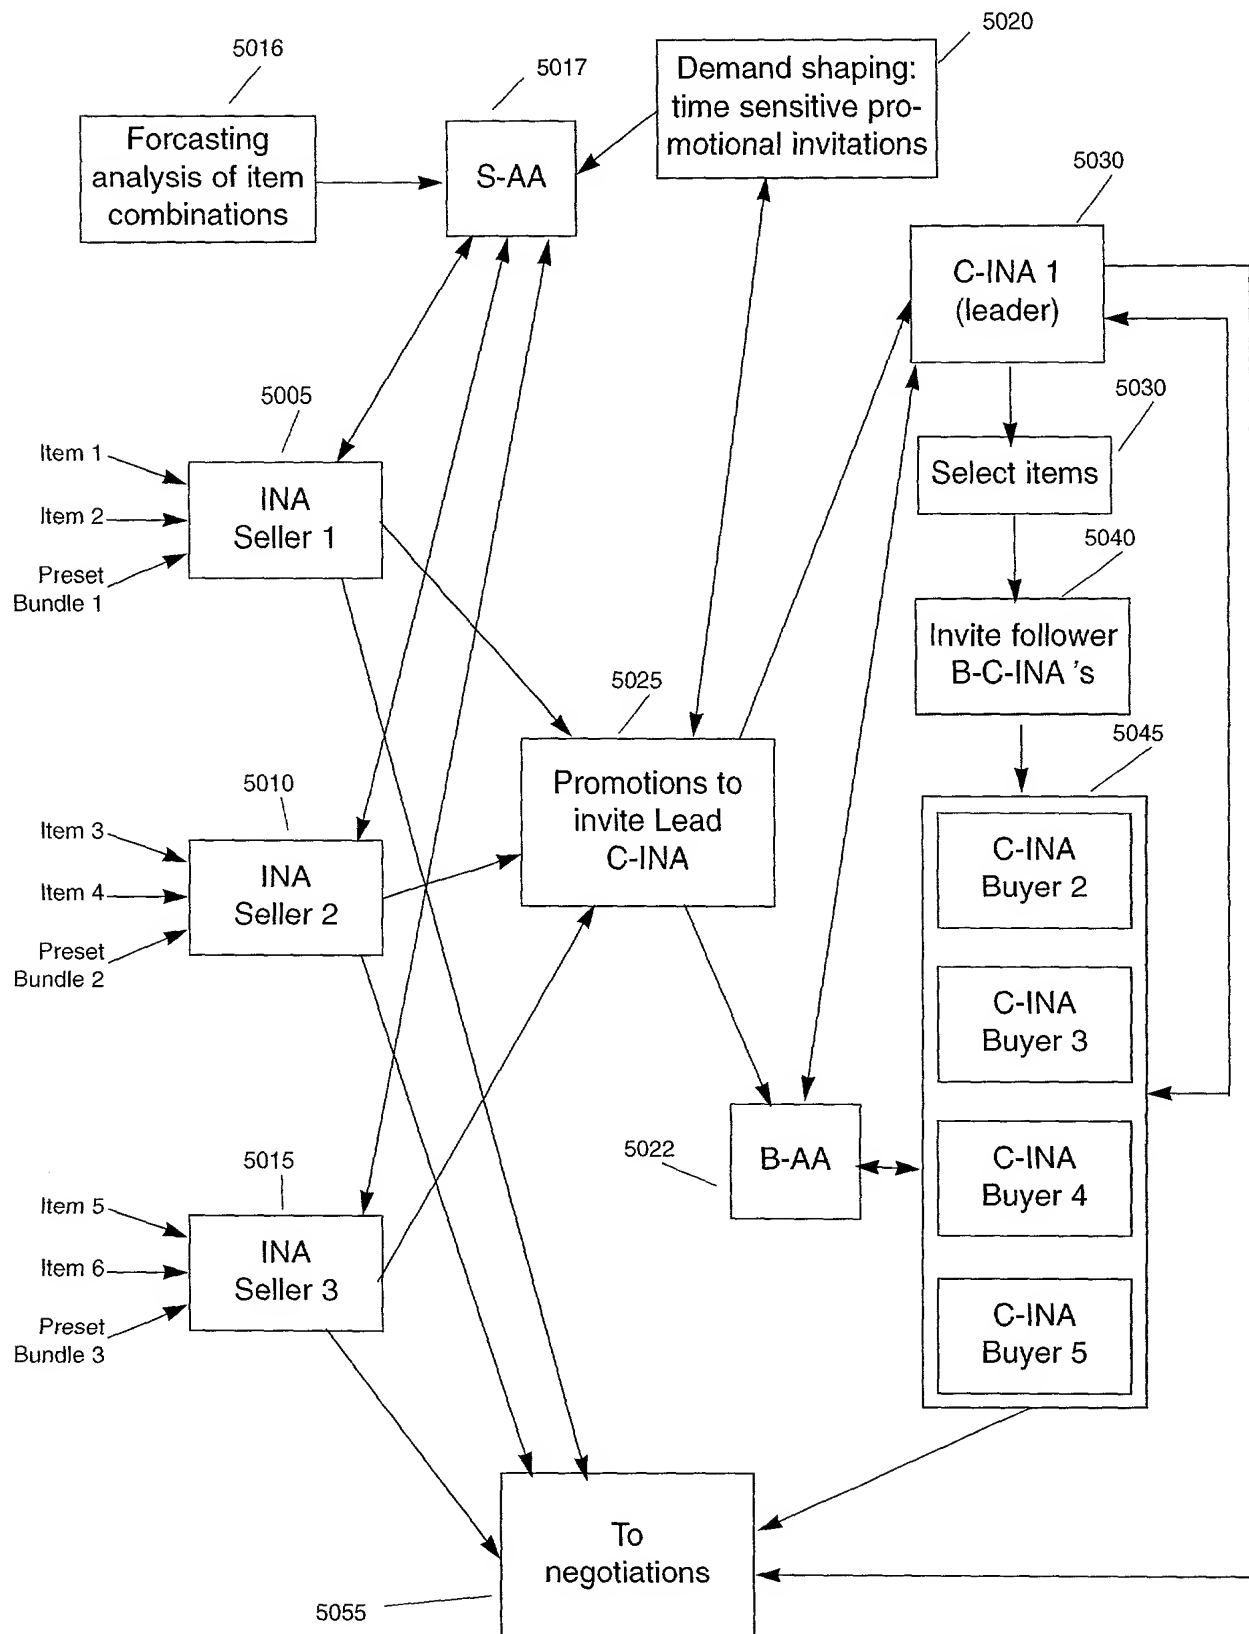 5016
5017
5020
Forcasting
analysis of item
combinations
S-AA
Demand shaping:
time sensitive pro-
motional invitations
5030
C-INA 1
(leader)
5005
Item 1
Item 2
Preset
Bundle 1
INA
Seller 1
5030
Select items
5040
Invite follower
B-C-INA 's
5025
Promotions to
invite Lead
C-INA
5010
Item 3
Item 4
Preset
Bundle 2
INA
Seller 2
5045
C-INA
Buyer 2
C-INA
Buyer 3
C-INA
Buyer 4
C-INA
Buyer 5
5022
B-AA
5015
Item 5
Item 6
Preset
Bundle 3
INA
Seller 3
To
negotiations
5055